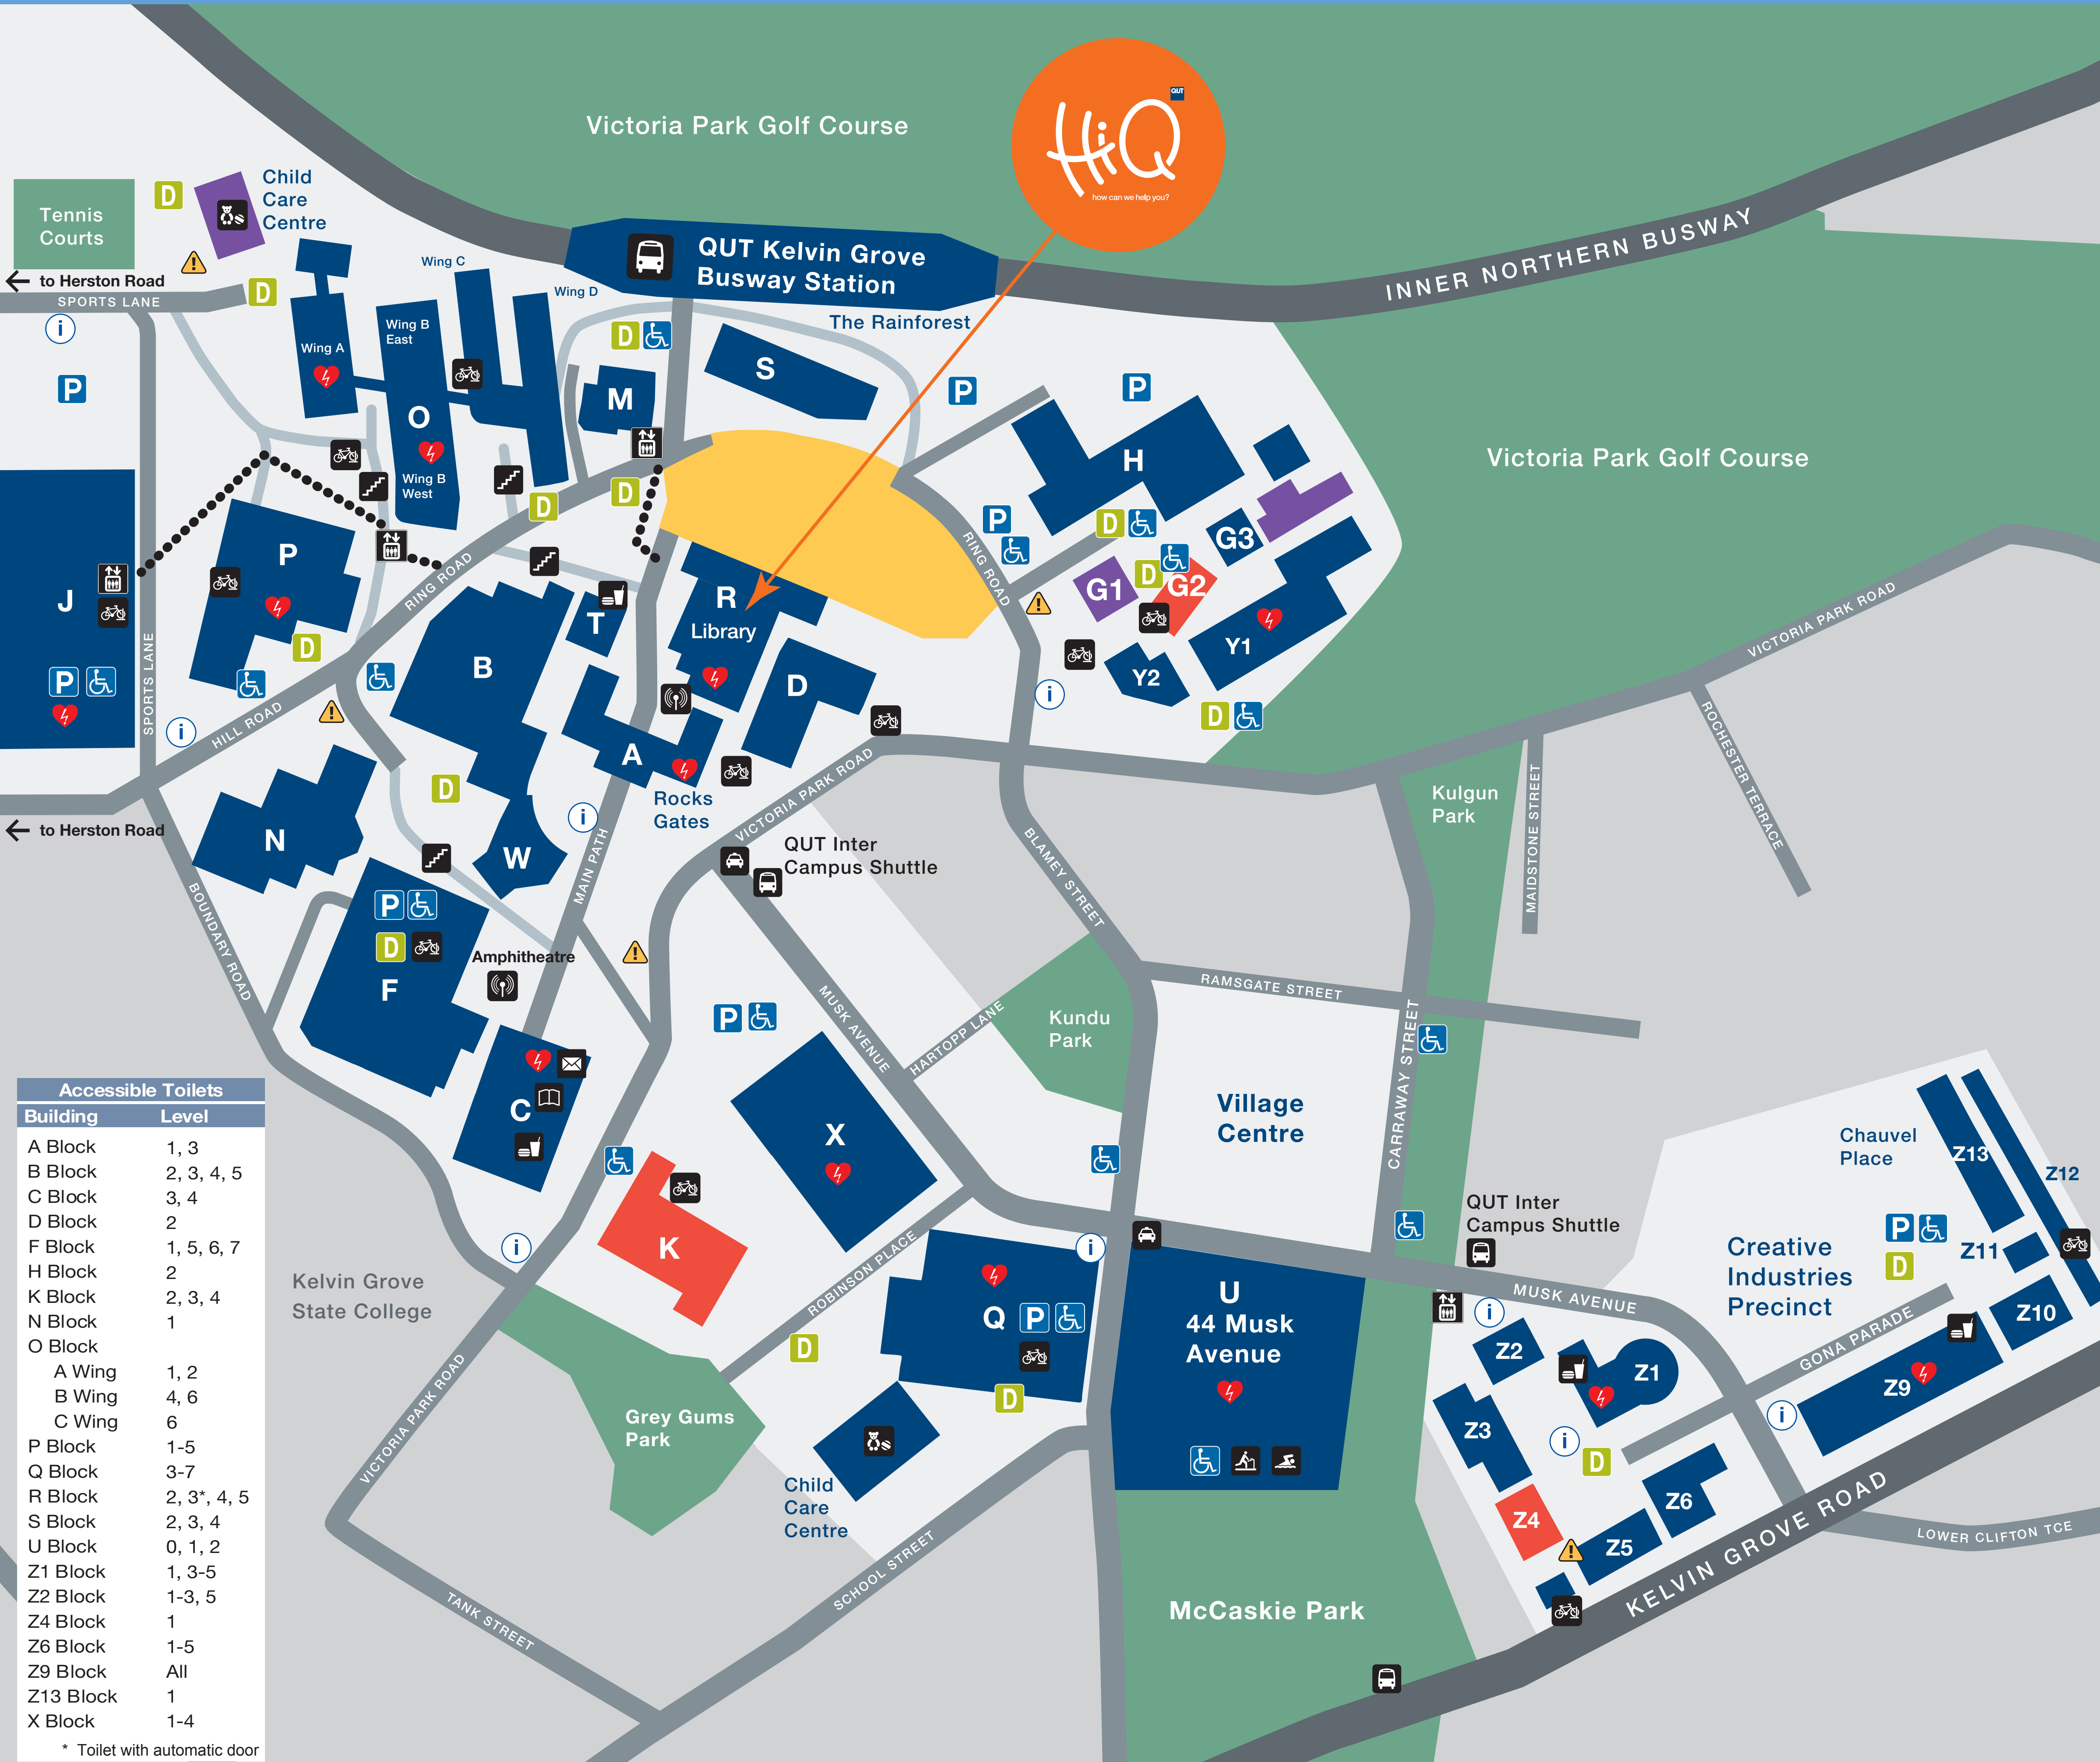 Victoria Park Golf Course
QUT
HiQ
how can we help you?
Tennis
Courts
D
Child
Care
Centre
to Herston Road
SPORTS LANE
D
i
P
Wing A
Wing B
East
O
Wing B
West
Wing C
Wing D
QUT Kelvin Grove
Busway Station
The Rainforest
INNER NORTHERN BUSWAY
D
M
S
P
P
H
Victoria Park Golf Course
D
D
P
D
G3
G1
D
G2
Y1
Y2
D
i
RING ROAD
RING ROAD
J
P
SPORTS LANE
P
D
i
HILL ROAD
B
T
R
Library
D
A
Rocks
Gates
VICTORIA PARK ROAD
VICTORIA PARK ROAD
ROCHESTER TERRACE
MAIDSTONE STREET
Kulgun
Park
to Herston Road
N
D
W
i
MAIN PATH
QUT Inter
Campus Shuttle
BLAMEY STREET
BOUNDARY ROAD
P
D
F
Amphitheatre
P
MUSK AVENUE
HARTOPP LANE
Kundu
Park
RAMSGATE STREET
CARRAWAY STREET
Village
Centre
C
X
K
i
Kelvin Grove
State College
ROBINSON PLACE
Q
P
i
D
D
U
44 Musk
Avenue
QUT Inter
Campus Shuttle
MUSK AVENUE
i
Chauvel
Place
Z13
Z12
P
D
Z11
Z10
Creative
Industries
Precinct
GONA PARADE
Z9
i
Z2
Z1
Z3
i
D
Z6
Z4
Z5
KELVIN GROVE ROAD
LOWER CLIFTON TCE
McCaskie Park
Grey Gums
Park
Child
Care
Centre
VICTORIA PARK ROAD
TANK STREET
SCHOOL STREET
Accessible Toilets
Building Level
A Block 1, 3
B Block 2, 3, 4, 5
C Block 3, 4
D Block 2
F Block 1, 5, 6, 7
H Block 2
K Block 2, 3, 4
N Block 1
O Block
A Wing 1, 2
B Wing 4, 6
C Wing 6
P Block 1-5
Q Block 3-7
R Block 2, 3*, 4, 5
S Block 2, 3, 4
U Block 0, 1, 2
Z1 Block 1, 3-5
Z2 Block 1-3, 5
Z4 Block 1
Z6 Block 1-5
Z9 Block All
Z13 Block 1
X Block 1-4
* Toilet with automatic door